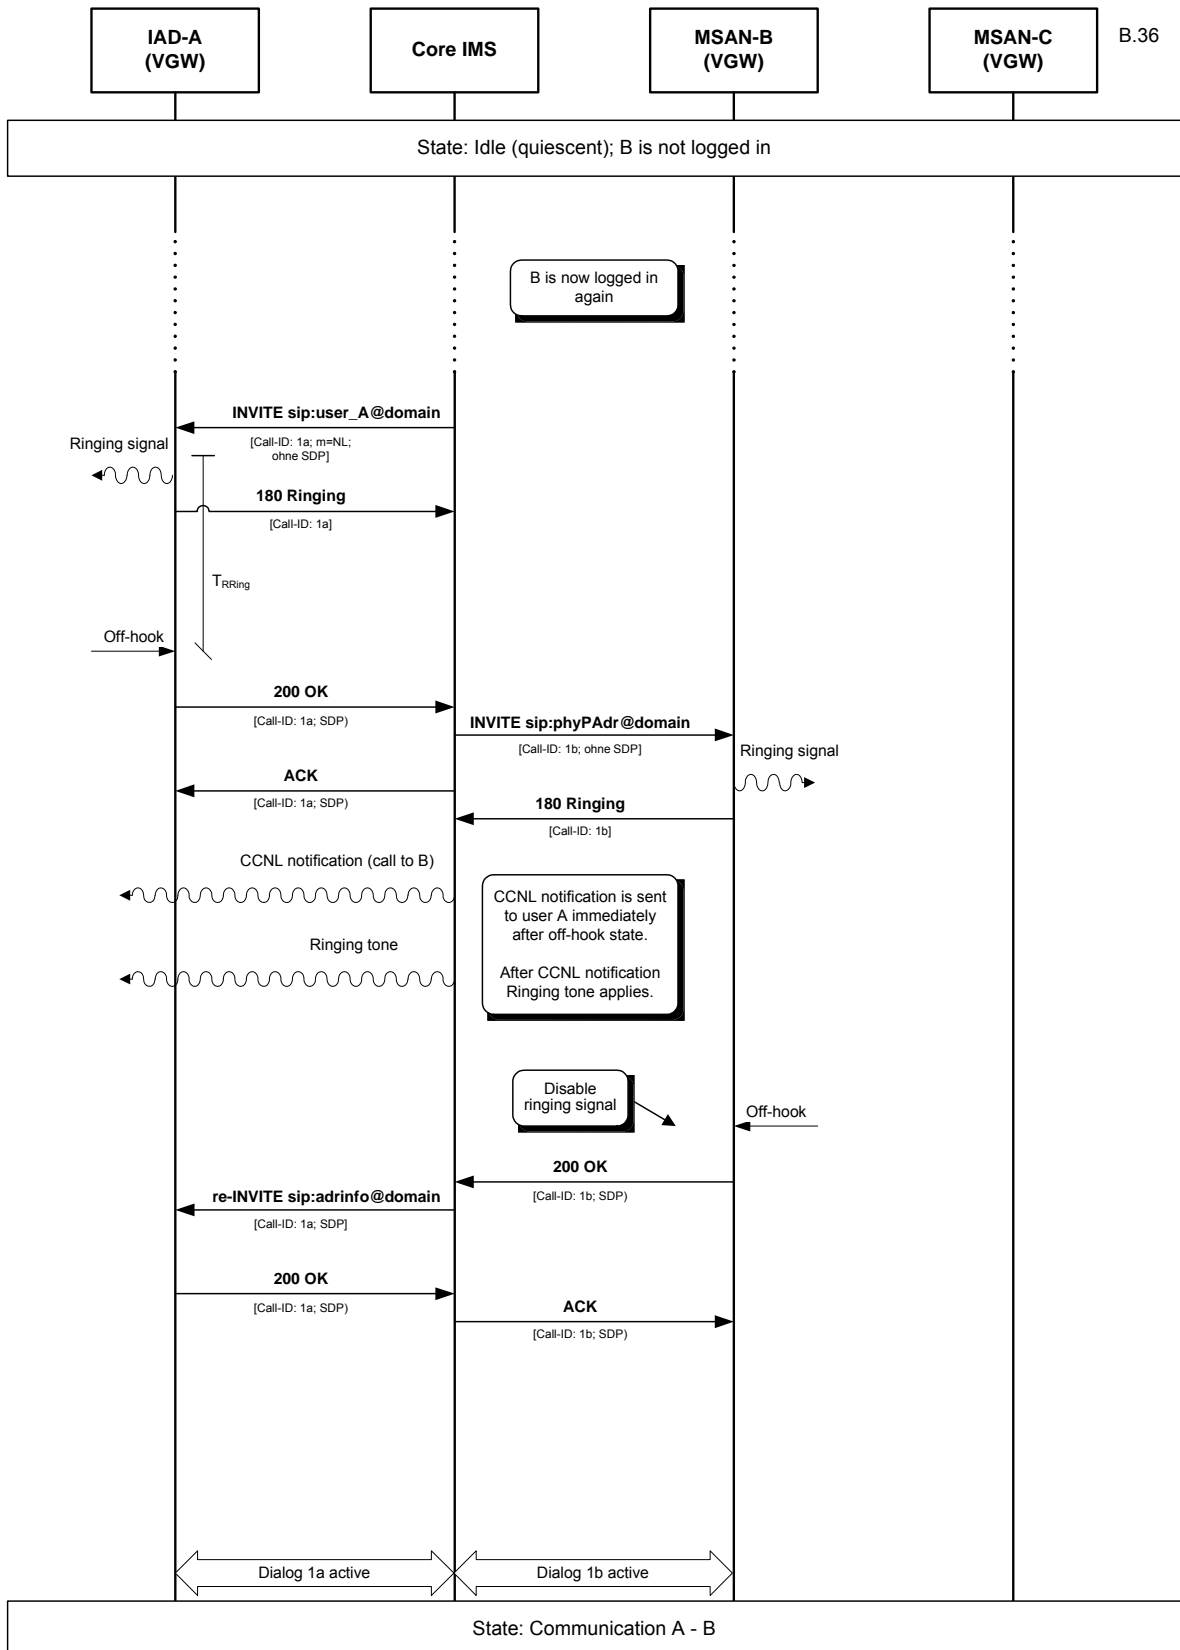 IAD-A
(VGW)
Core IMS
MSAN-B
(VGW)
MSAN-C
(VGW)
B.36
State: Idle (quiescent); B is not logged in
B is now logged in
again
INVITE sip:user_A@domain
[Call-ID: 1a; m=NL;
ohne SDP]
Ringing signal
180 Ringing
[Call-ID: 1a]
TRRing
Off-hook
200 OK
[Call-ID: 1a; SDP)
INVITE sip:phyPAdr@domain
[Call-ID: 1b; ohne SDP]
Ringing signal
ACK
[Call-ID: 1a; SDP)
180 Ringing
[Call-ID: 1b]
CCNL notification (call to B)
CCNL notification is sent
to user A immediately
after off-hook state.
After CCNL notification
Ringing tone applies.
Ringing tone
Disable
ringing signal
Off-hook
200 OK
[Call-ID: 1b; SDP)
re-INVITE sip:adrinfo@domain
[Call-ID: 1a; SDP]
200 OK
[Call-ID: 1a; SDP)
ACK
[Call-ID: 1b; SDP)
Dialog 1a active
Dialog 1b active
State: Communication A - B